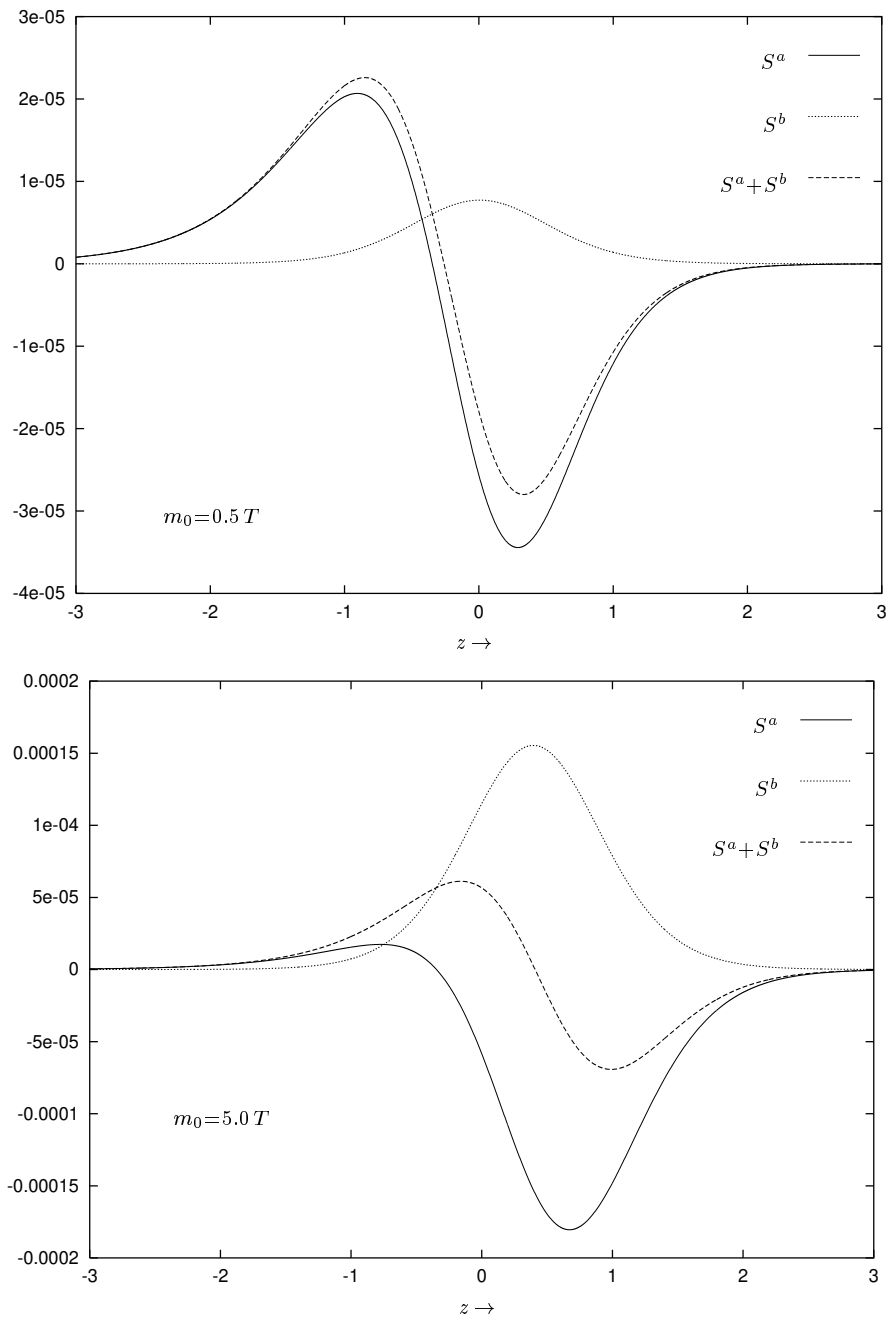 3e-05
2e-05
1e-05
0
-1e-05
-2e-05
-3e-05
-4e-05
-3 -2 -1 0 1 2 3
z →
S^a
S^b
S^a+S^b
m_0=0.5 T
0.0002
0.00015
1e-04
5e-05
0
-5e-05
-0.0001
-0.00015
-0.0002
-3 -2 -1 0 1 2 3
z →
S^a
S^b
S^a+S^b
m_0=5.0 T